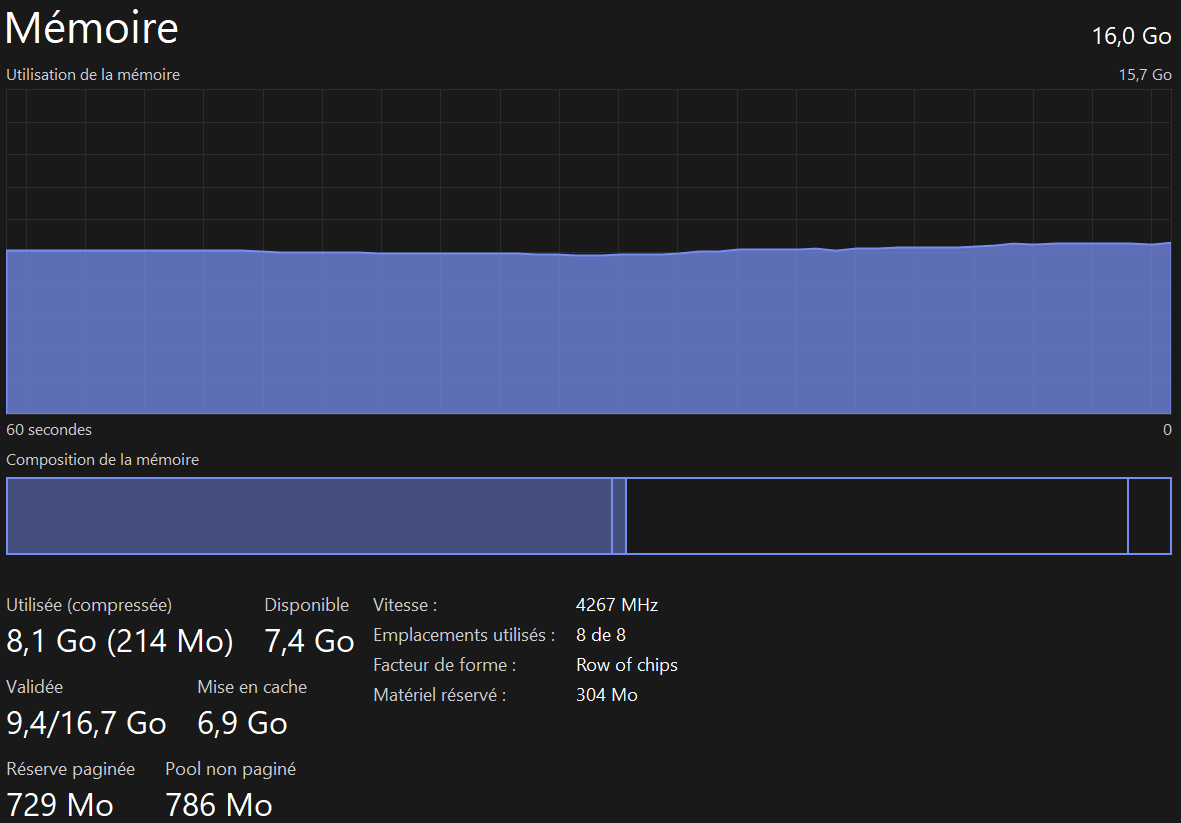 Mémoire
16,0 Go
Utilisation de la mémoire
15,7 Go
60 secondes
0
Composition de la mémoire
Utilisée (compressée)
8,1 Go (214 Mo)
Disponible
7,4 Go
Validée
9,4/16,7 Go
Mise en cache
6,9 Go
Réserve paginée
729 Mo
Pool non paginé
786 Mo
Vitesse : 4267 MHz
Emplacements utilisés : 8 de 8
Facteur de forme : Row of chips
Matériel réservé : 304 Mo